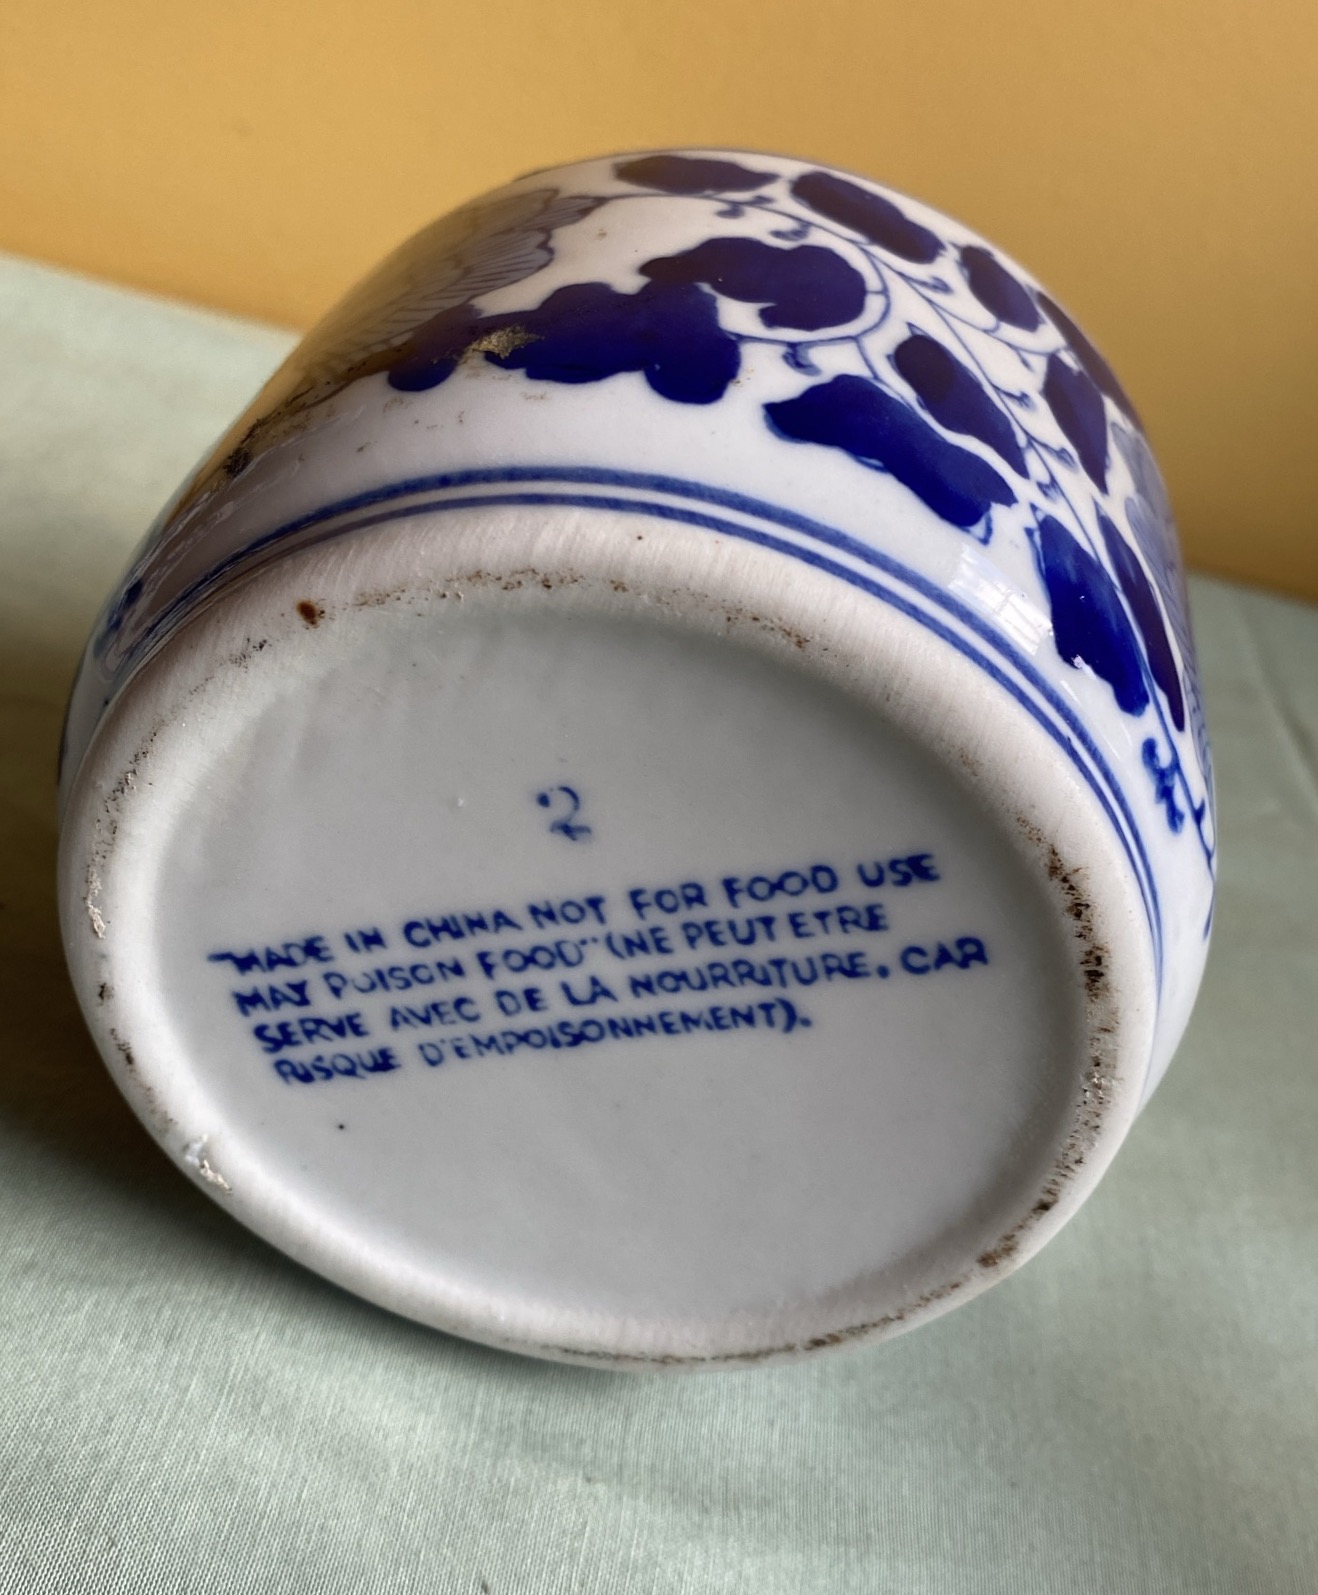 2
"MADE IN CHINA NOT FOR FOOD USE
MAY POISON FOOD" (NE PEUT ETRE
SERVE AVEC DE LA NOURRITURE. CAR
RISQUE D'EMPOISONNEMENT).